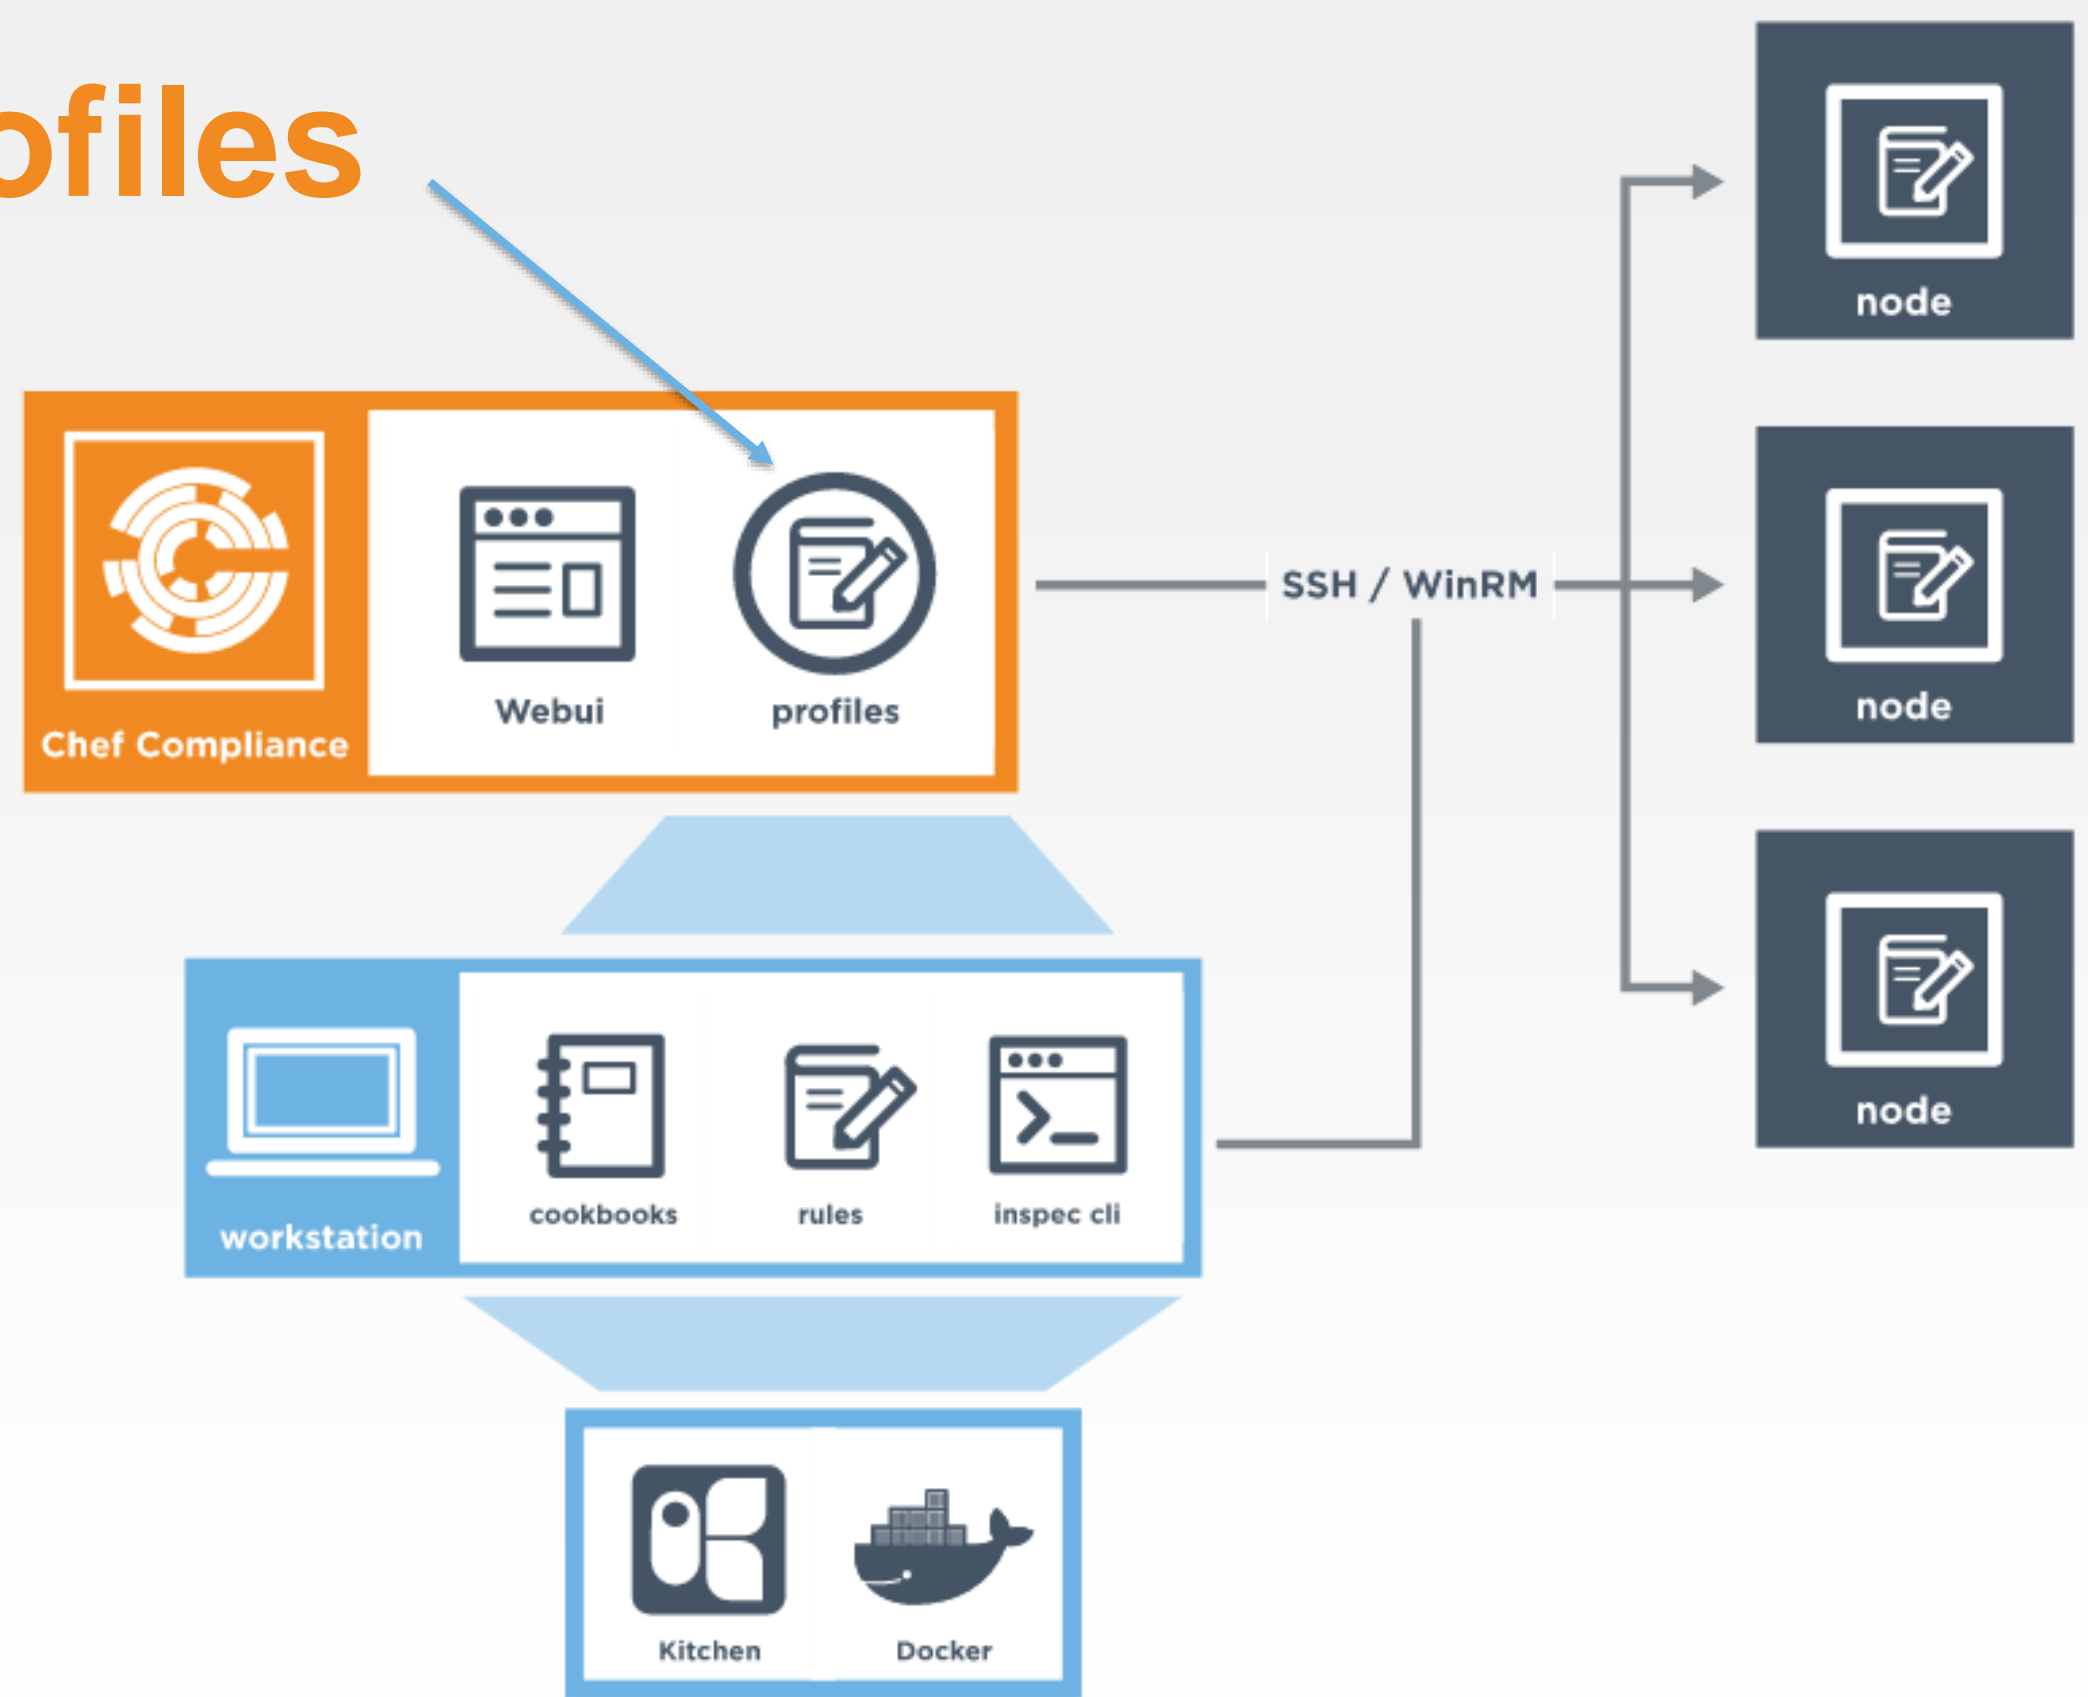 ofiles
node
SSH / WinRM
Webui
profiles
Chef Compliance
node
node
cookbooks
rules
inspec cli
workstation
Kitchen
Docker